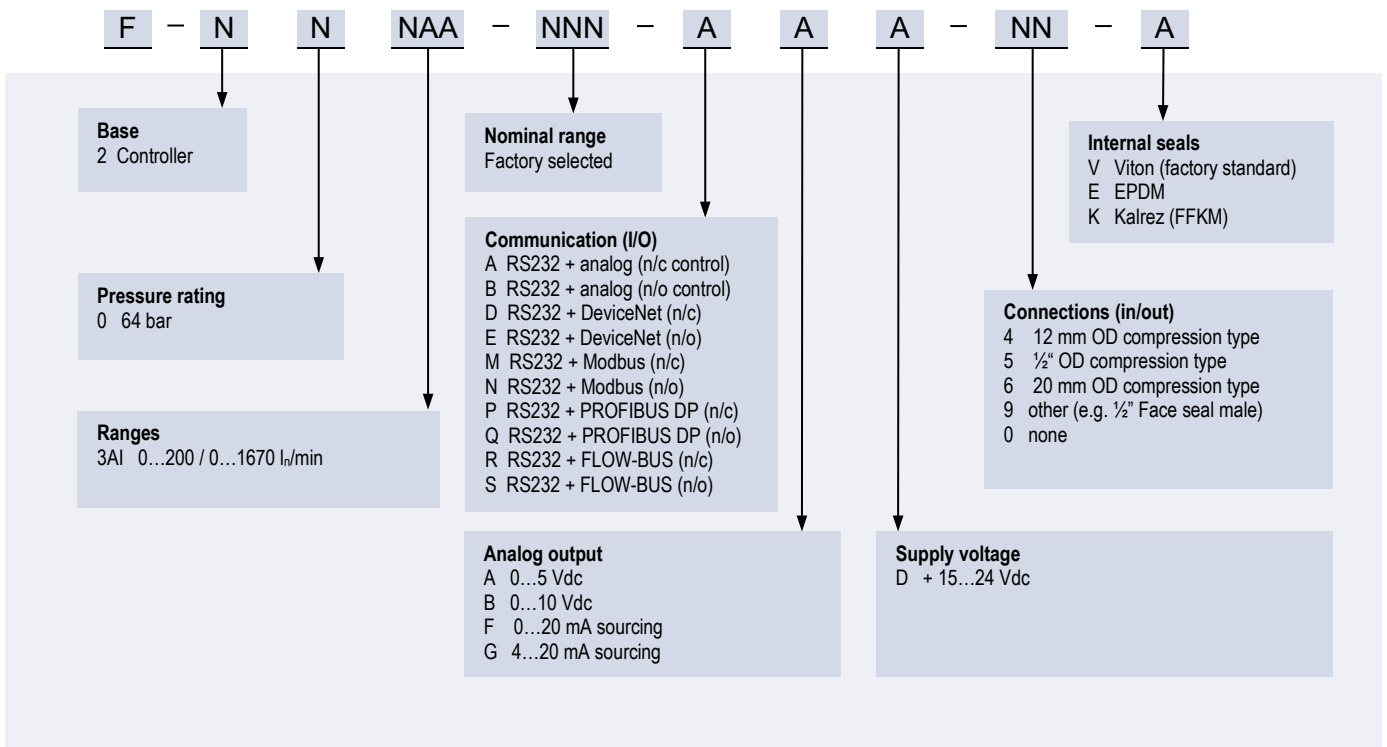 F – N N NAA – NNN – A A A – NN – A
Base
2 Controller
Pressure rating
0 64 bar
Ranges
3AI 0…200 / 0…1670 lₙ/min
Nominal range
Factory selected
Communication (I/O)
A RS232 + analog (n/c control)
B RS232 + analog (n/o control)
D RS232 + DeviceNet (n/c)
E RS232 + DeviceNet (n/o)
M RS232 + Modbus (n/c)
N RS232 + Modbus (n/o)
P RS232 + PROFIBUS DP (n/c)
Q RS232 + PROFIBUS DP (n/o)
R RS232 + FLOW-BUS (n/c)
S RS232 + FLOW-BUS (n/o)
Analog output
A 0…5 Vdc
B 0…10 Vdc
F 0…20 mA sourcing
G 4…20 mA sourcing
Internal seals
V Viton (factory standard)
E EPDM
K Kalrez (FFKM)
Connections (in/out)
4 12 mm OD compression type
5 ½“ OD compression type
6 20 mm OD compression type
9 other (e.g. ½” Face seal male)
0 none
Supply voltage
D + 15…24 Vdc